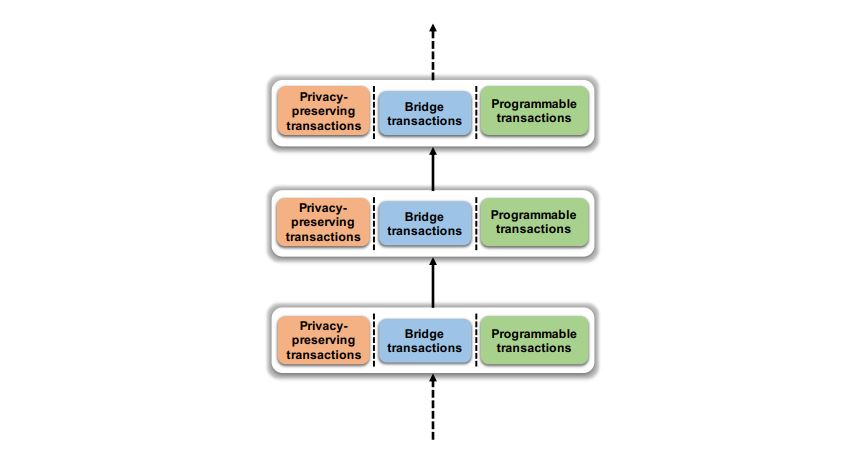 Privacy-
preserving
transactions
Bridge
transactions
Programmable
transactions
Privacy-
preserving
transactions
Bridge
transactions
Programmable
transactions
Privacy-
preserving
transactions
Bridge
transactions
Programmable
transactions